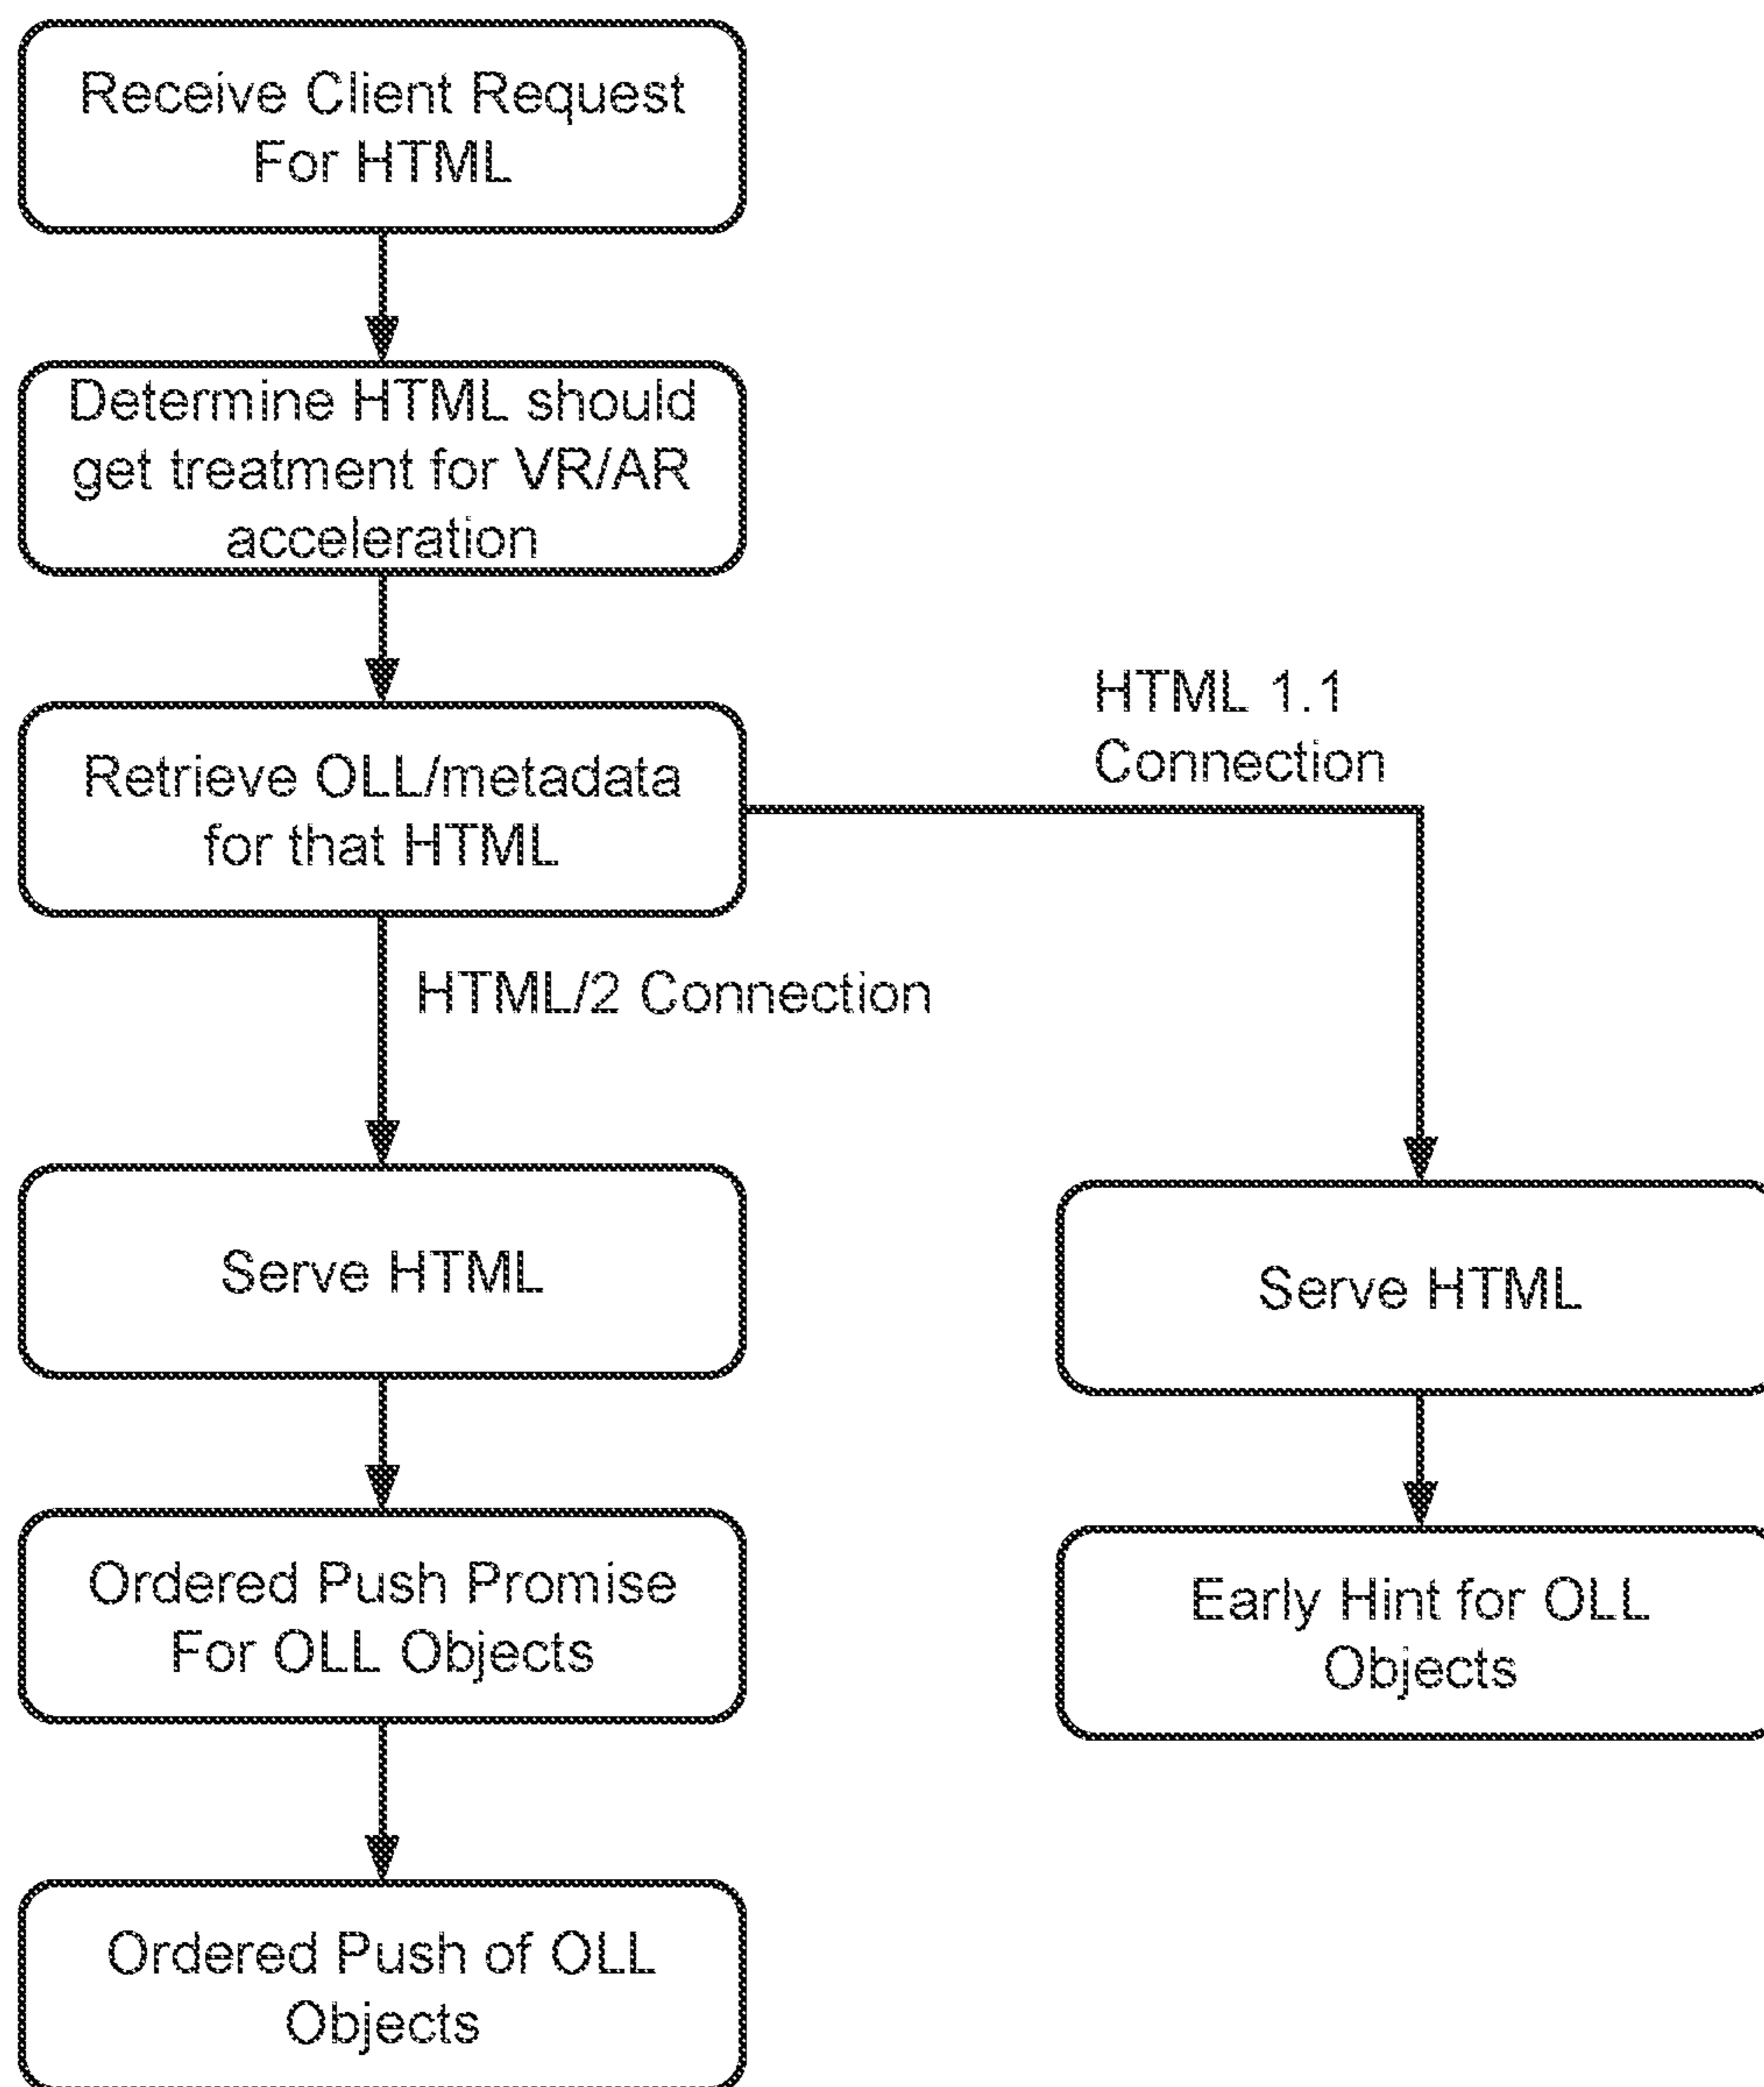 Receive Client Request
For HTML
Determine HTML should
get treatment for VR/AR
acceleration
Retrieve OLL/metadata
for that HTML
HTML 1.1
Connection
HTML/2 Connection
Serve HTML
Serve HTML
Ordered Push Promise
For OLL Objects
Early Hint for OLL
Objects
Ordered Push of OLL
Objects